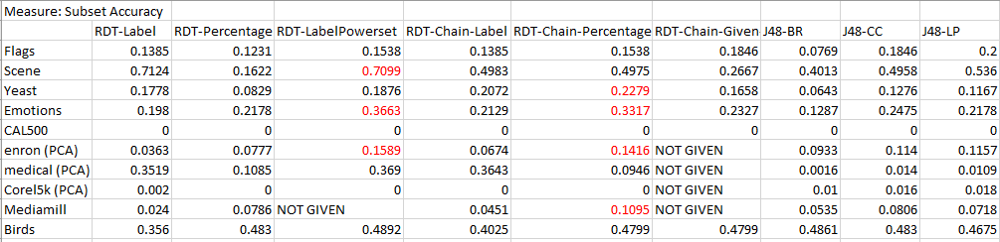 Measure: Subset Accuracy
RDT-Label RDT-Percentage RDT-LabelPowerset RDT-Chain-Label RDT-Chain-Percentage RDT-Chain-Given J48-BR J48-CC J48-LP
Flags 0.1385 0.1231 0.1538 0.1385 0.1538 0.1846 0.0769 0.1846 0.2
Scene 0.7124 0.1622 0.7099 0.4983 0.4975 0.2667 0.4013 0.4958 0.536
Yeast 0.1778 0.0829 0.1876 0.2072 0.2279 0.1658 0.0643 0.1276 0.1167
Emotions 0.198 0.2178 0.3663 0.2129 0.3317 0.2327 0.1287 0.2475 0.2178
CAL500 0 0 0 0 0 0 0 0 0
enron (PCA) 0.0363 0.0777 0.1589 0.0674 0.1416 NOT GIVEN 0.0933 0.114 0.1157
medical (PCA) 0.3519 0.1085 0.369 0.3643 0.0946 NOT GIVEN 0.0016 0.014 0.0109
Corel5k (PCA) 0.002 0 0 0 0 NOT GIVEN 0.01 0.016 0.018
Mediamill 0.024 0.0786 NOT GIVEN 0.0451 0.1095 NOT GIVEN 0.0535 0.0806 0.0718
Birds 0.356 0.483 0.4892 0.4025 0.4799 0.4799 0.4861 0.483 0.4675